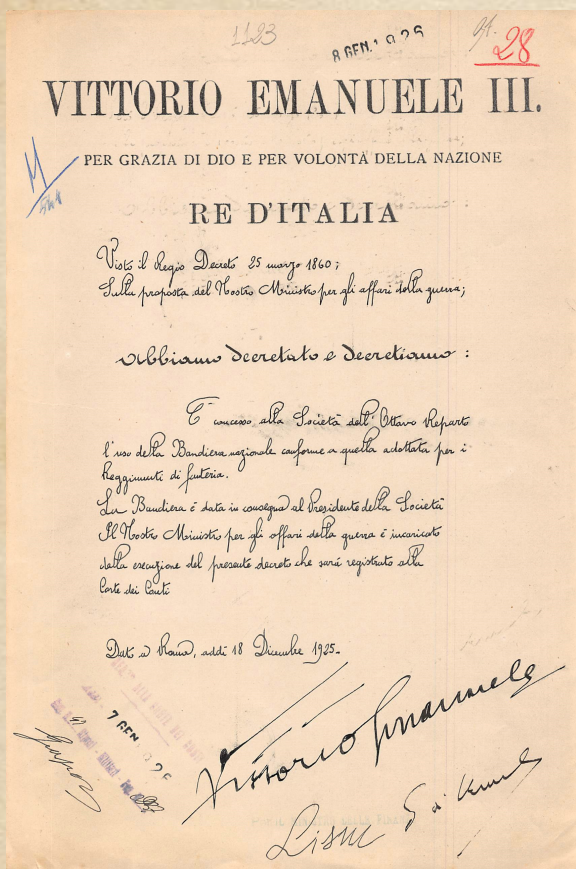 1123
8 GEN. 1926
28
VITTORIO EMANUELE III.
PER GRAZIA DI DIO E PER VOLONTÀ DELLA NAZIONE
RE D'ITALIA
Visto il Regio Decreto 25 marzo 1860;
Sulla proposta del Nostro Ministro per gli affari della guerra;
Abbiamo decretato e decretiamo:
E' concesso alla Società dell'Ottavo Reparto
l'uso della Bandiera nazionale conforme a quella adottata per i
Reggimenti di fanteria.
La Bandiera è data in consegna al Presidente della Società
Il Nostro Ministro per gli affari della guerra è incaricato
della esecuzione del presente decreto che sarà registrato alla
Corte dei Conti
Dato a Roma, addì 18 Dicembre 1925-
7 GEN 1926
Vittorio Emanuele